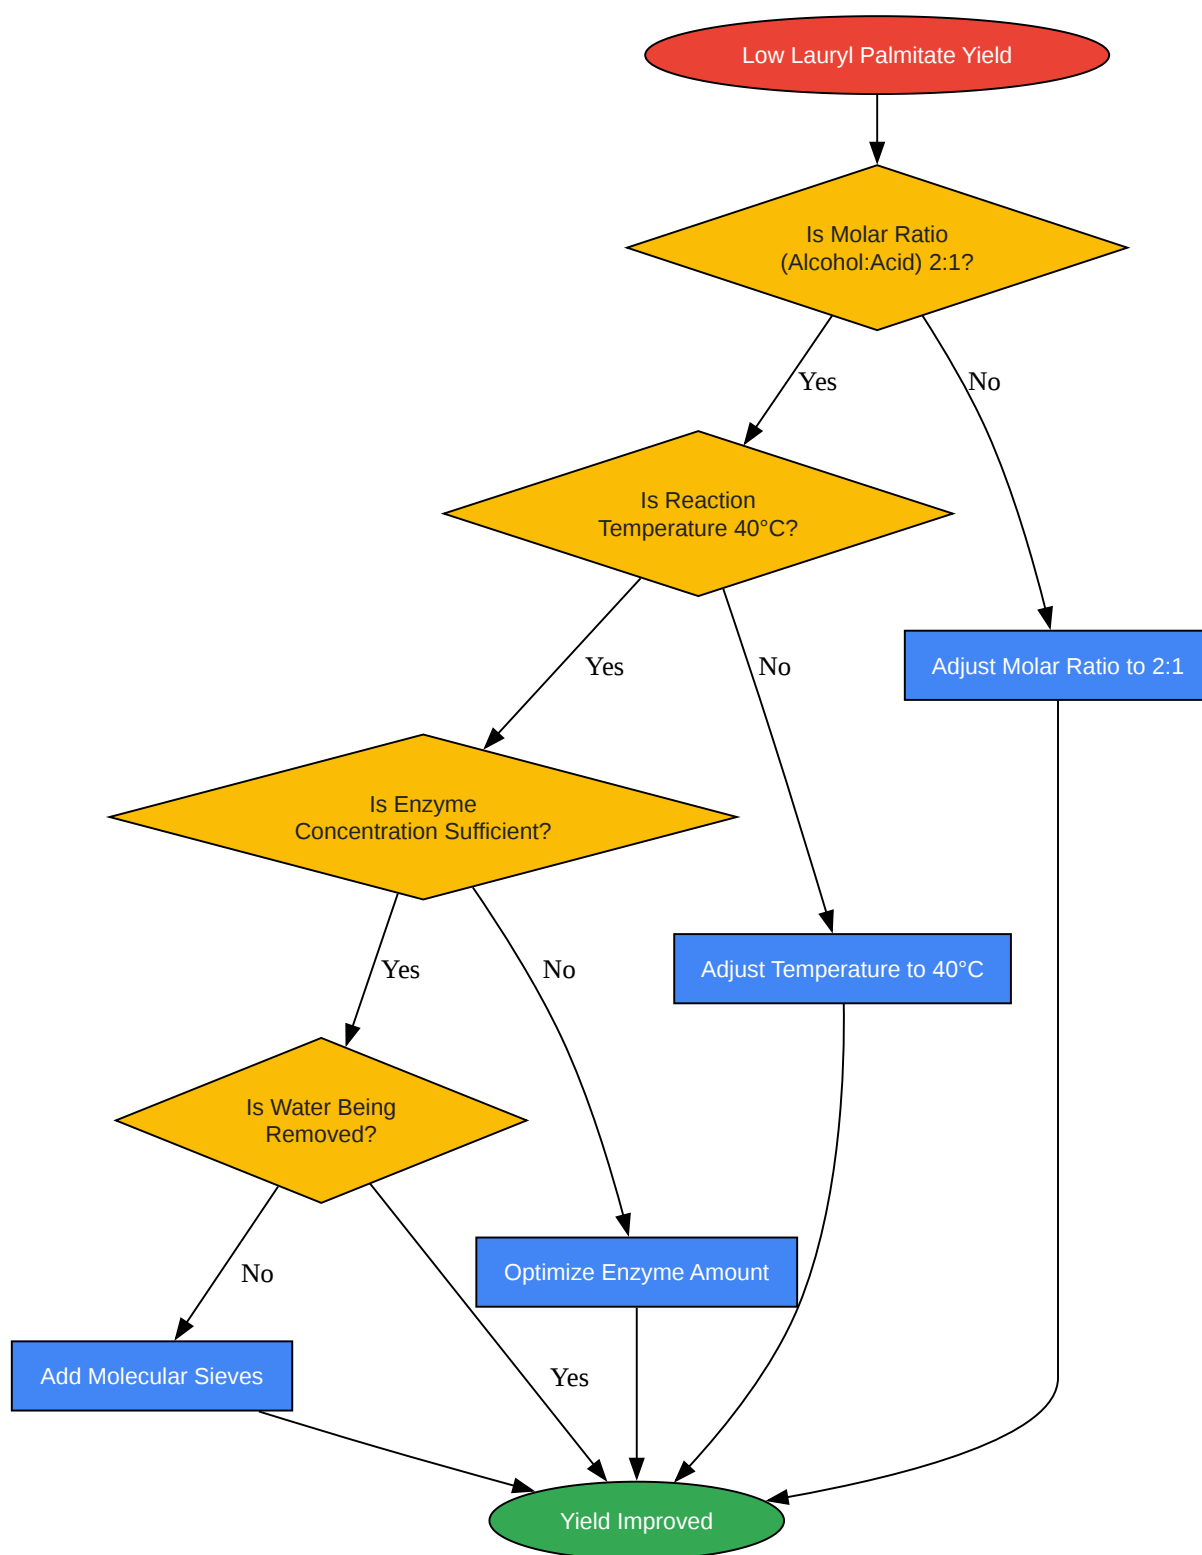 Low Lauryl Palmitate Yield
Is Molar Ratio
(Alcohol:Acid) 2:1?
Yes
No
Is Reaction
Temperature 40°C?
Yes
No
Adjust Molar Ratio to 2:1
Is Enzyme
Concentration Sufficient?
Yes
No
Adjust Temperature to 40°C
Is Water Being
Removed?
No
Optimize Enzyme Amount
Add Molecular Sieves
Yes
Yield Improved